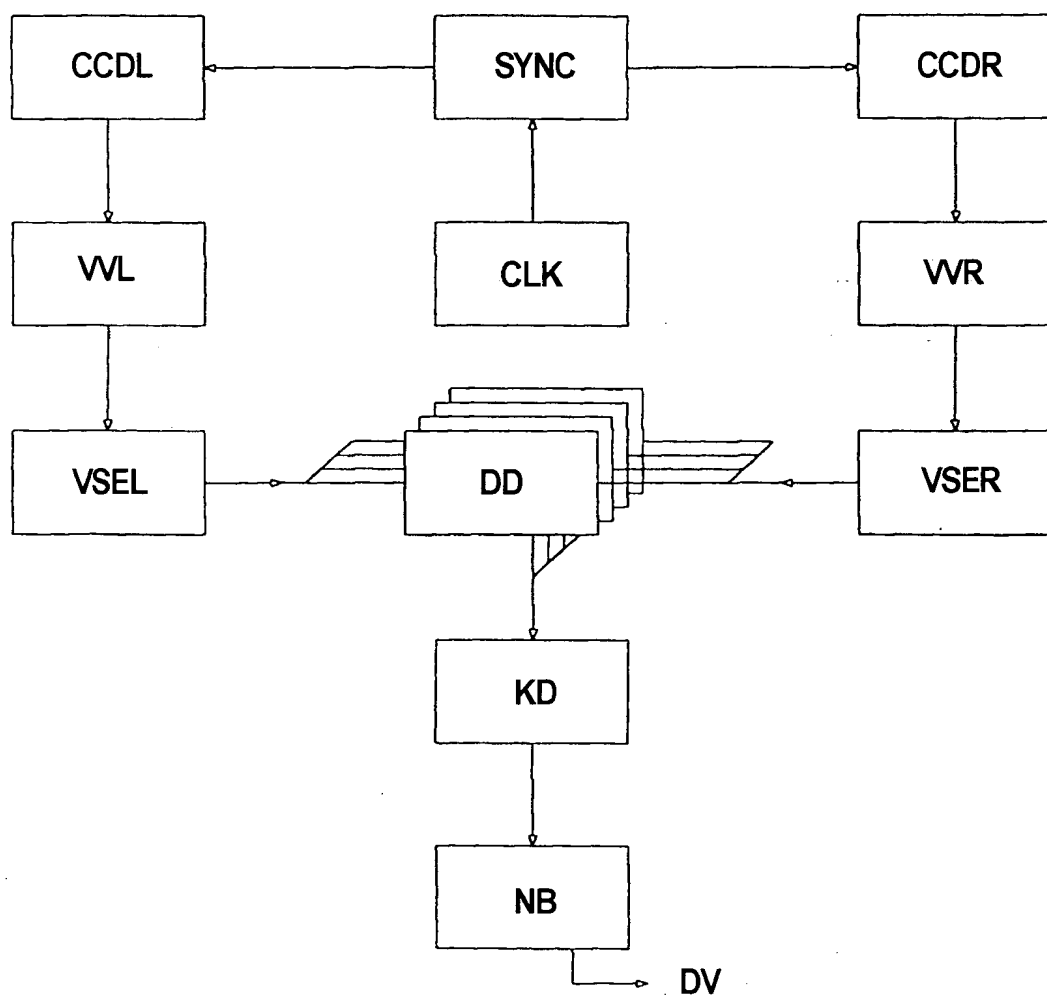 CCDL SYNC CCDR
VVL CLK VVR
VSEL DD VSER
KD
NB
DV